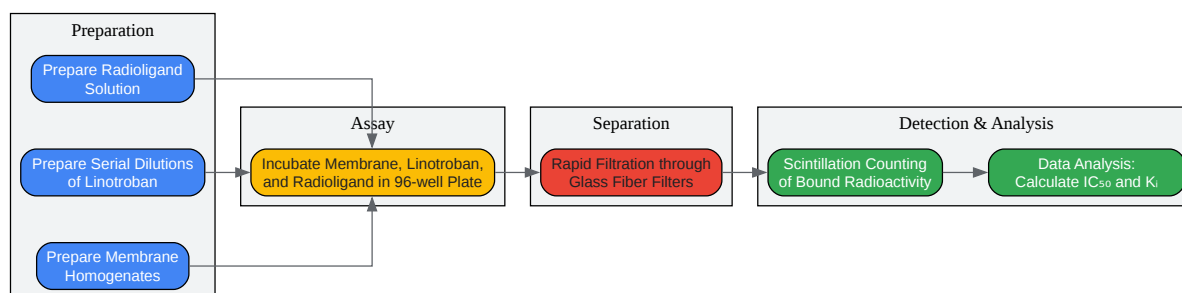 Preparation
Prepare Radioligand
Solution
Prepare Serial Dilutions
of Linotroban
Prepare Membrane
Homogenates
Assay
Incubate Membrane, Linotroban,
and Radioligand in 96-well Plate
Separation
Rapid Filtration through
Glass Fiber Filters
Detection & Analysis
Scintillation Counting
of Bound Radioactivity
Data Analysis:
Calculate IC₅₀ and Kᵢ